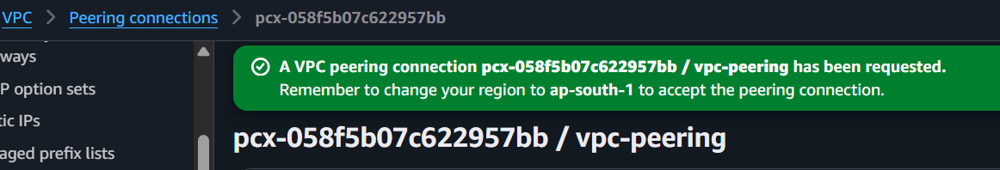 VPC > Peering connections > pcx-058f5b07c622957bb
ways
P option sets
tic IPs
aged prefix lists
A VPC peering connection pcx-058f5b07c622957bb / vpc-peering has been requested.
Remember to change your region to ap-south-1 to accept the peering connection.
pcx-058f5b07c622957bb / vpc-peering